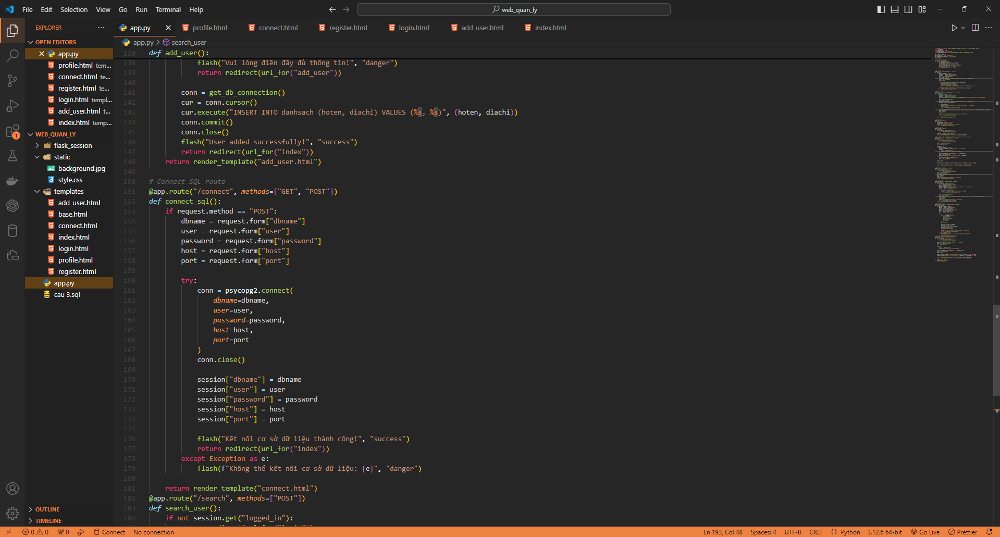 File Edit Selection View Go Run Terminal Help
web_quan_ly
EXPLORER
OPEN EDITORS
app.py
profile.html tem...
connect.html te...
register.html te...
login.html templ...
add_user.html t...
index.html temp...
WEB_QUAN_LY
flask_session
static
background.jpg
style.css
templates
add_user.html
base.html
connect.html
index.html
login.html
profile.html
register.html
app.py
cau 3.sql
OUTLINE
TIMELINE
1
app.py profile.html connect.html register.html login.html add_user.html index.html
app.py > search_user
130 def add_user():
138 flash("Vui lòng điền đầy đủ thông tin!", "danger")
139 return redirect(url_for("add_user"))
140
141 conn = get_db_connection()
142 cur = conn.cursor()
143 cur.execute("INSERT INTO danhsach (hoten, diachi) VALUES (%s, %s)", (hoten, diachi))
144 conn.commit()
145 conn.close()
146 flash("User added successfully!", "success")
147 return redirect(url_for("index"))
148 return render_template("add_user.html")
149
150 # Connect SQL route
151 @app.route("/connect", methods=["GET", "POST"])
152 def connect_sql():
153 if request.method == "POST":
154 dbname = request.form["dbname"]
155 user = request.form["user"]
156 password = request.form["password"]
157 host = request.form["host"]
158 port = request.form["port"]
159
160 try:
161 conn = psycopg2.connect(
162 dbname=dbname,
163 user=user,
164 password=password,
165 host=host,
166 port=port
167 )
168 conn.close()
169
170 session["dbname"] = dbname
171 session["user"] = user
172 session["password"] = password
173 session["host"] = host
174 session["port"] = port
175
176 flash("Kết nối cơ sở dữ liệu thành công!", "success")
177 return redirect(url_for("index"))
178 except Exception as e:
179 flash(f"Không thể kết nối cơ sở dữ liệu: {e}", "danger")
180
181 return render_template("connect.html")
182 @app.route("/search", methods=["POST"])
183 def search_user():
184 if not session.get("logged_in"):
0 0 0 Connect No connection Ln 193, Col 48 Spaces: 4 UTF-8 CRLF {} Python 3.12.6 64-bit Go Live Prettier